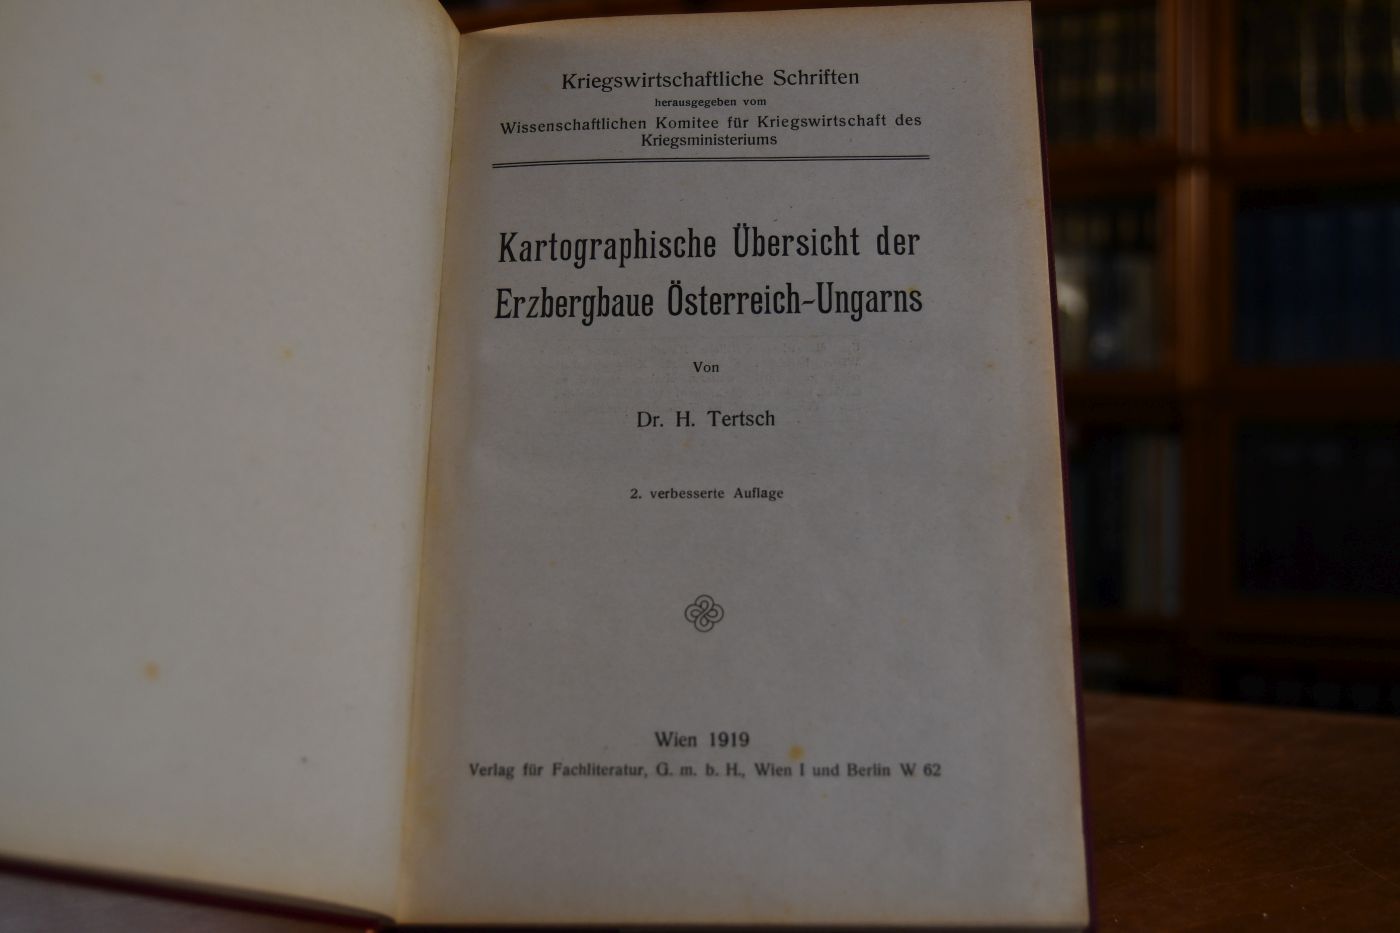 Kriegswirtschaftliche Schriften
herausgegeben vom
Wissenschaftlichen Komitee für Kriegswirtschaft des
Kriegsministeriums
Kartographische Übersicht der
Erzbergbaue Österreich-Ungarns
Von
Dr. H. Tertsch
2. verbesserte Auflage
Wien 1919
Verlag für Fachliteratur, G. m. b. H., Wien I und Berlin W 62